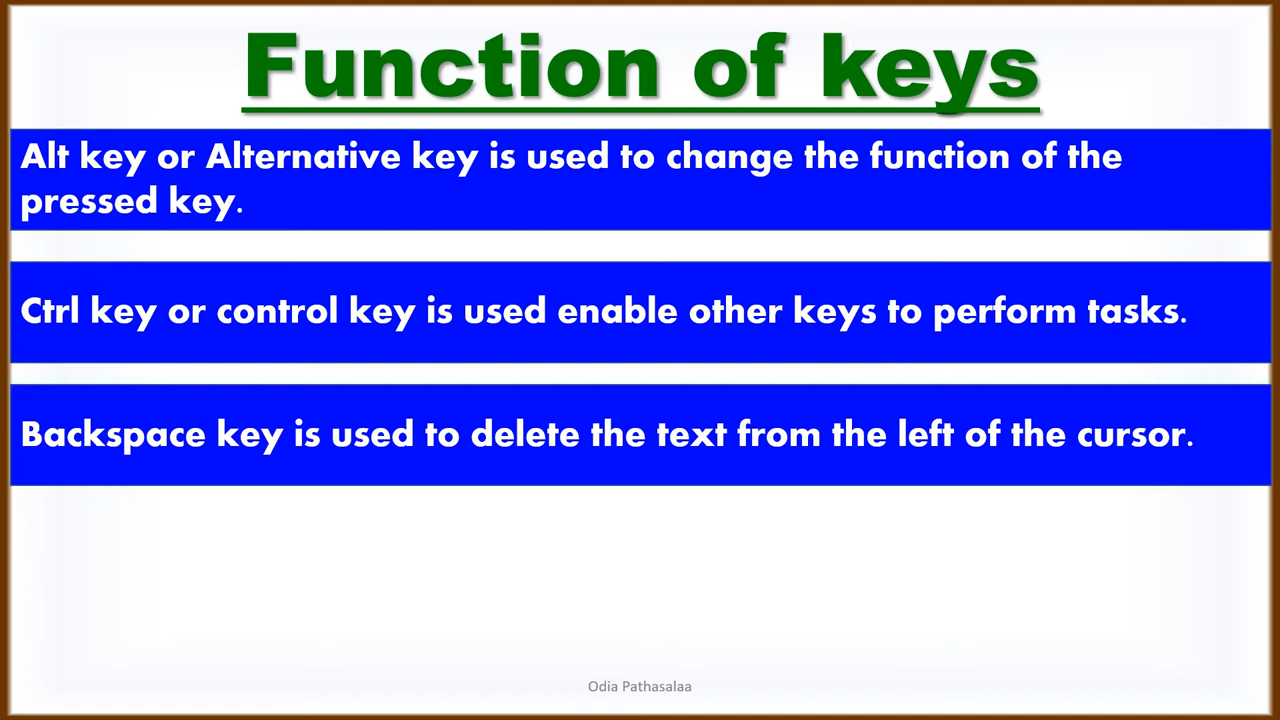 Function of keys
Alt key or Alternative key is used to change the function of the
pressed key.
Ctrl key or control key is used enable other keys to perform tasks.
Backspace key is used to delete the text from the left of the cursor.
Odia Pathasalaa